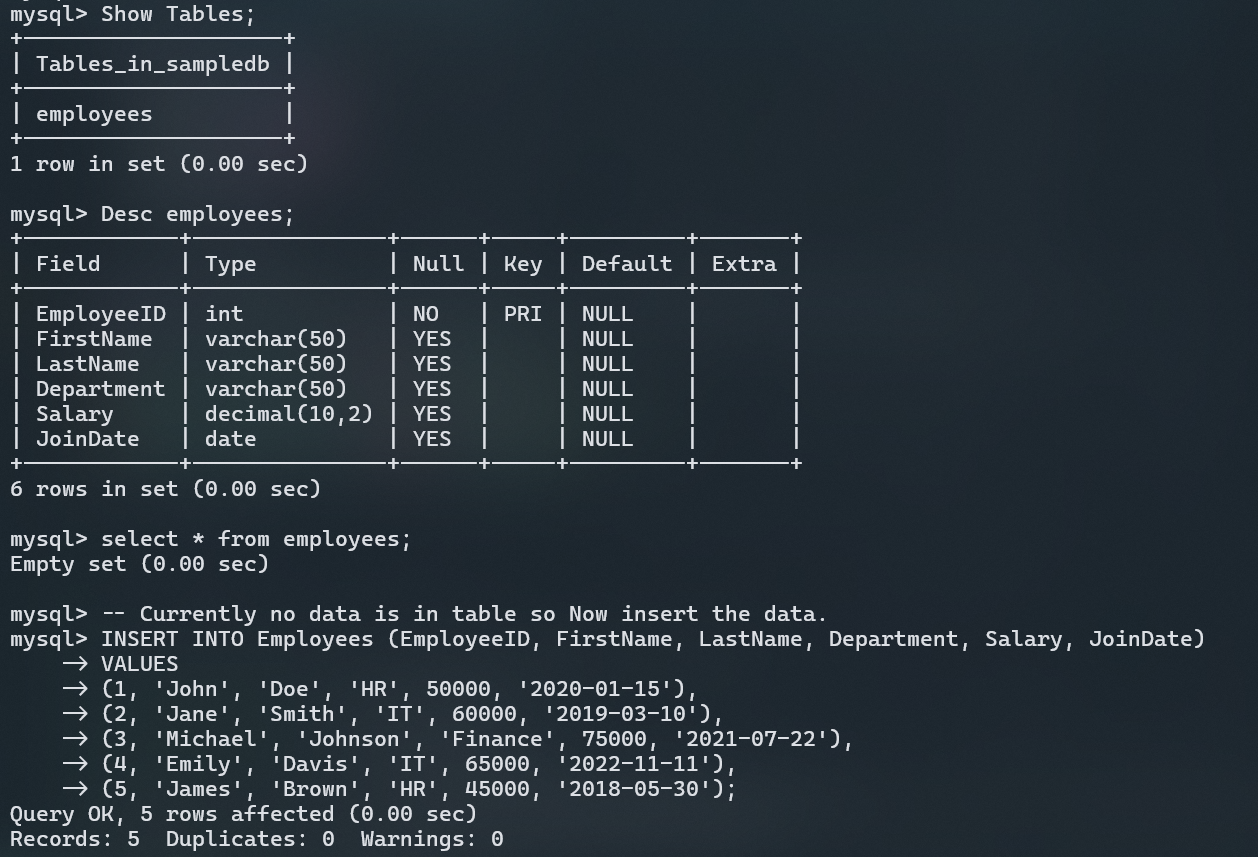 mysql> Show Tables;
+--------------------+
| Tables_in_sampledb |
+--------------------+
| employees          |
+--------------------+
1 row in set (0.00 sec)

mysql> Desc employees;
+------------+---------------+------+-----+---------+-------+
| Field      | Type          | Null | Key | Default | Extra |
+------------+---------------+------+-----+---------+-------+
| EmployeeID | int           | NO   | PRI | NULL    |       |
| FirstName  | varchar(50)   | YES  |     | NULL    |       |
| LastName   | varchar(50)   | YES  |     | NULL    |       |
| Department | varchar(50)   | YES  |     | NULL    |       |
| Salary     | decimal(10,2) | YES  |     | NULL    |       |
| JoinDate   | date          | YES  |     | NULL    |       |
+------------+---------------+------+-----+---------+-------+
6 rows in set (0.00 sec)

mysql> select * from employees;
Empty set (0.00 sec)

mysql> -- Currently no data is in table so Now insert the data.
mysql> INSERT INTO Employees (EmployeeID, FirstName, LastName, Department, Salary, JoinDate)
    -> VALUES
    -> (1, 'John', 'Doe', 'HR', 50000, '2020-01-15'),
    -> (2, 'Jane', 'Smith', 'IT', 60000, '2019-03-10'),
    -> (3, 'Michael', 'Johnson', 'Finance', 75000, '2021-07-22'),
    -> (4, 'Emily', 'Davis', 'IT', 65000, '2022-11-11'),
    -> (5, 'James', 'Brown', 'HR', 45000, '2018-05-30');
Query OK, 5 rows affected (0.00 sec)
Records: 5  Duplicates: 0  Warnings: 0